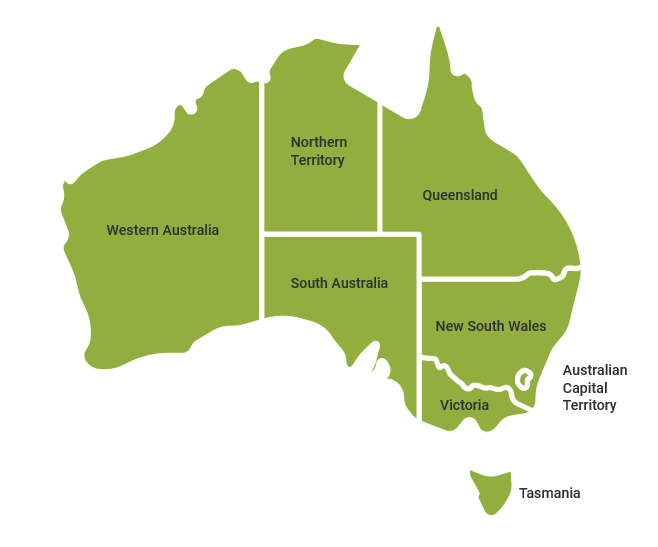 Northern
Territory
Queensland
Western Australia
South Australia
New South Wales
Australian
Capital
Territory
Victoria
Tasmania